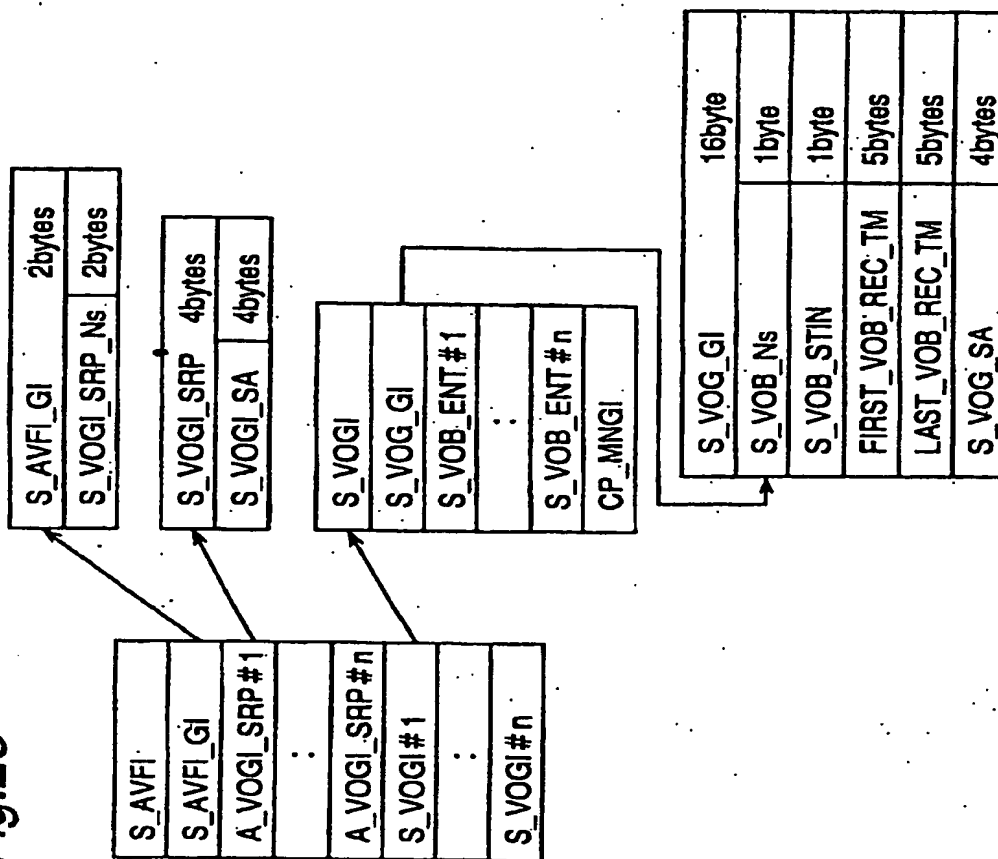 S_AVFI
S_AVFI_GI
A_VOGI_SRP#1
:
A_VOGI_SRP#n
S_VOGI#1
:
S_VOGI#n
S_AVFI_GI 2bytes
S_VOGI_SRP_Ns 2bytes
S_VOGI_SRP 4bytes
S_VOGI_SA 4bytes
S_VOGI
S_VOG_GI
S_VOB_ENT#1
:
S_VOB_ENT#n
CP_MNGI
S_VOG_GI 16byte
S_VOB_Ns 1byte
S_VOB_STIN 1byte
FIRST_VOB_REC_TM 5bytes
LAST_VOB_REC_TM 5bytes
S_VOG_SA 4bytes